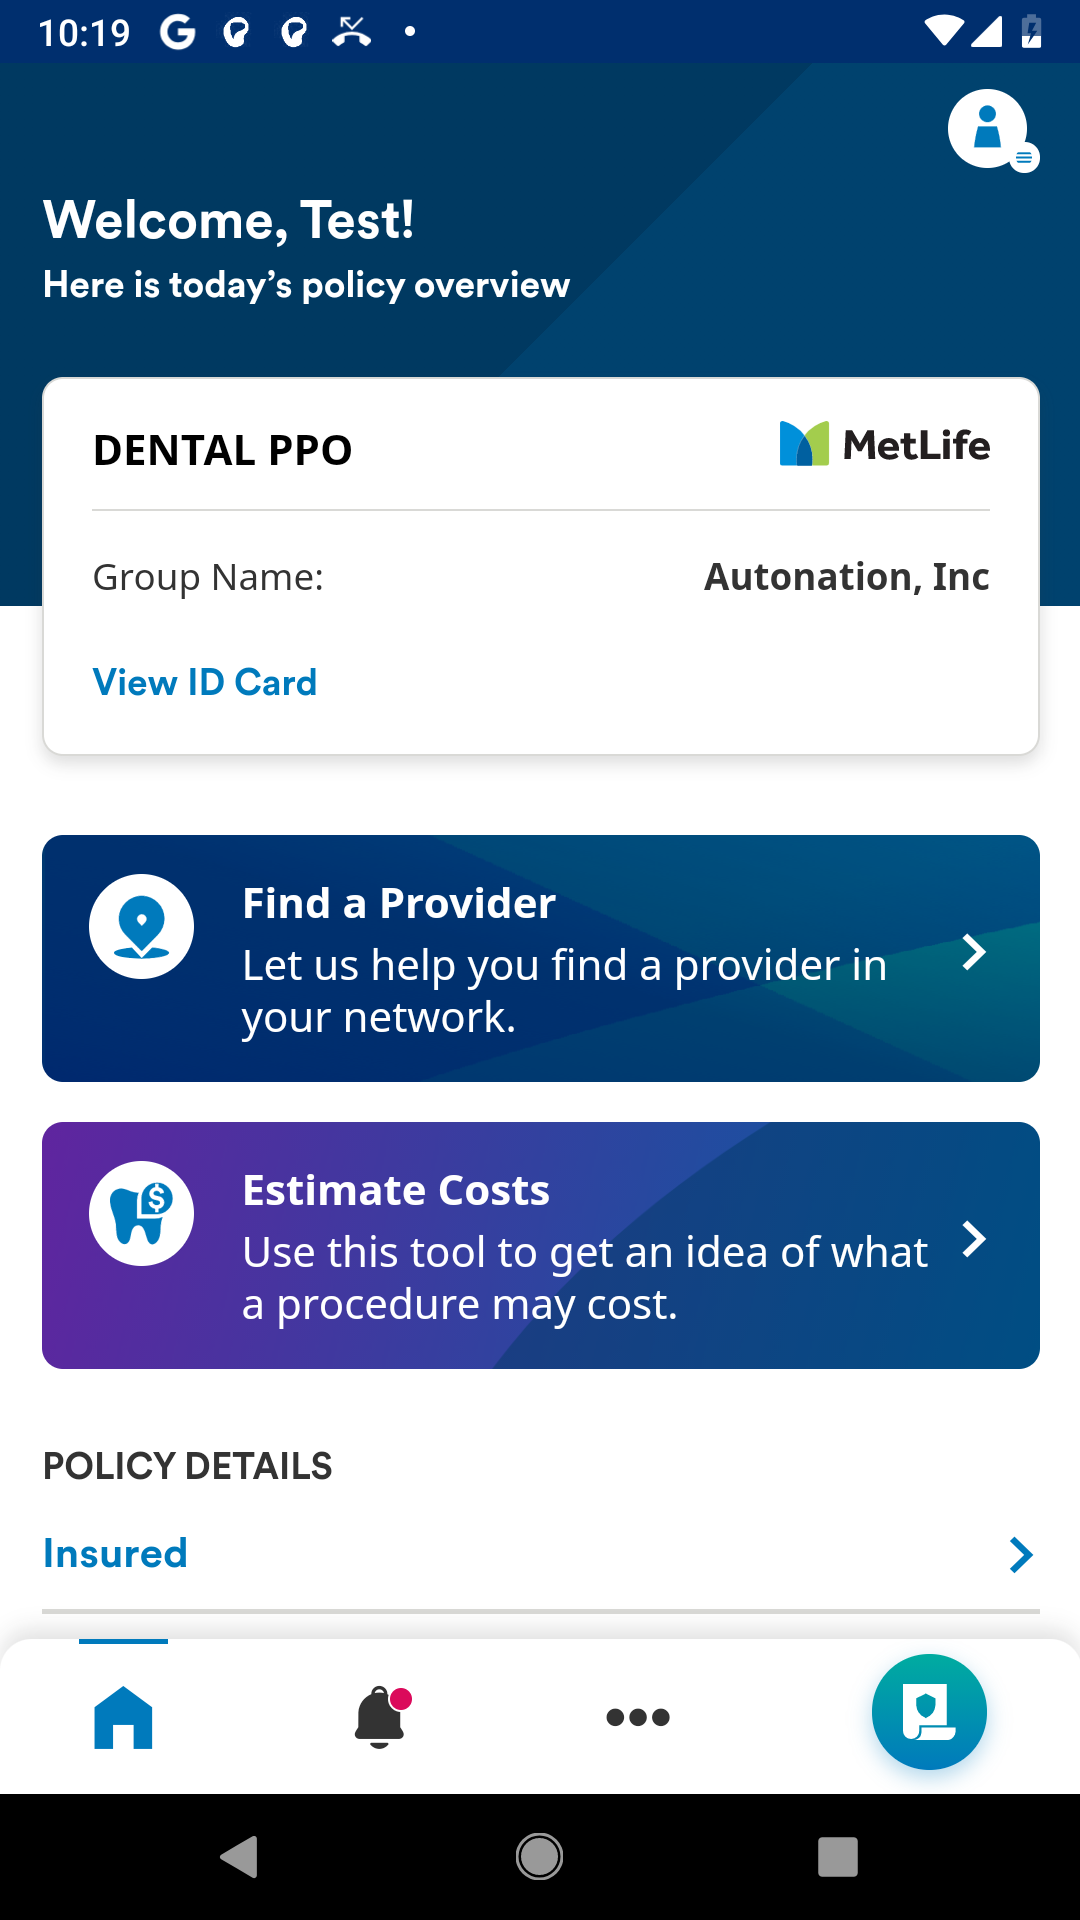 10:19
Welcome, Test!
Here is today’s policy overview
DENTAL PPO
MetLife
Group Name:
Autonation, Inc
View ID Card
Find a Provider
Let us help you find a provider in
your network.
Estimate Costs
Use this tool to get an idea of what
a procedure may cost.
POLICY DETAILS
Insured